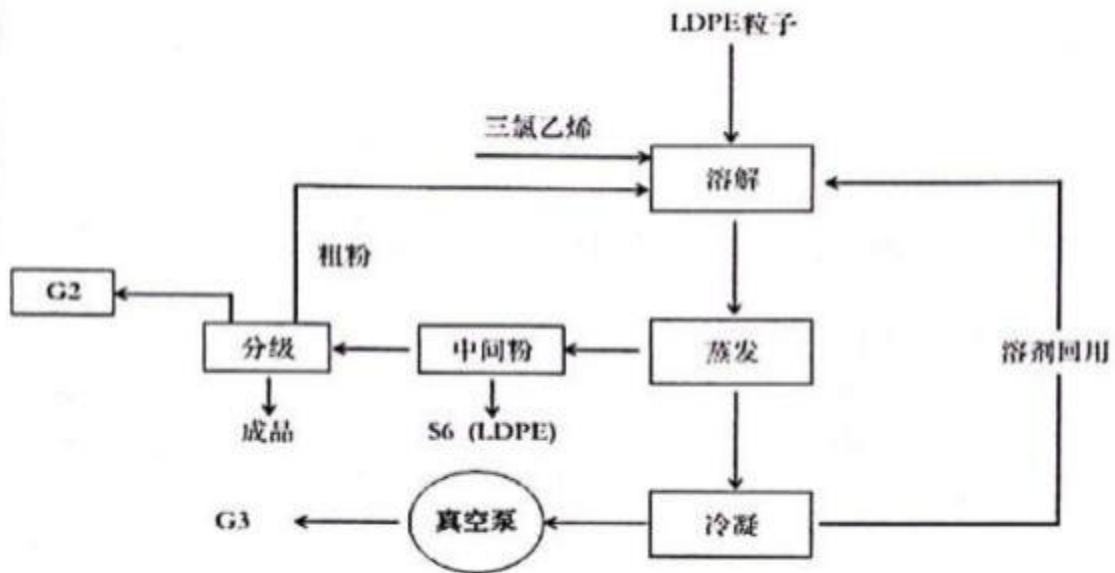 LDPE粒子
三氯乙烯
溶解
粗粉
G2
分级
中间粉
蒸发
溶剂回用
成品
S6 (LDPE)
G3
真空泵
冷凝